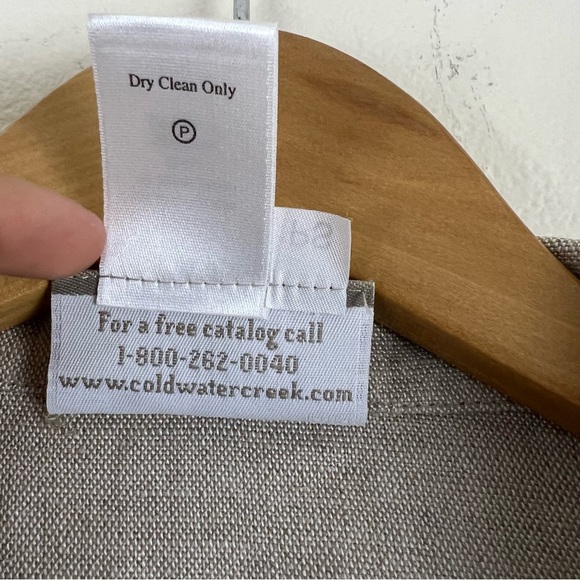 Dry Clean Only
P
For a free catalog call
1-800-262-0040
www.coldwatercreek.com